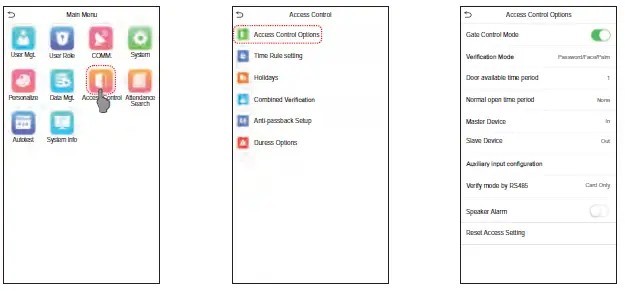 Main Menu
User Mgt.
User Role
COMM.
System
Personalize
Data Mgt.
Access Control
Attendance
Search
Autotest
System Info
Access Control
Access Control Options
Time Rule setting
Holidays
Combined Verification
Anti-passback Setup
Duress Options
Access Control Options
Gate Control Mode
Verification Mode Password/Face/Palm
Door available time period 1
Normal open time period None
Master Device In
Slave Device Out
Auxiliary input configuration
Verify mode by RS485 Card Only
Speaker Alarm
Reset Access Setting